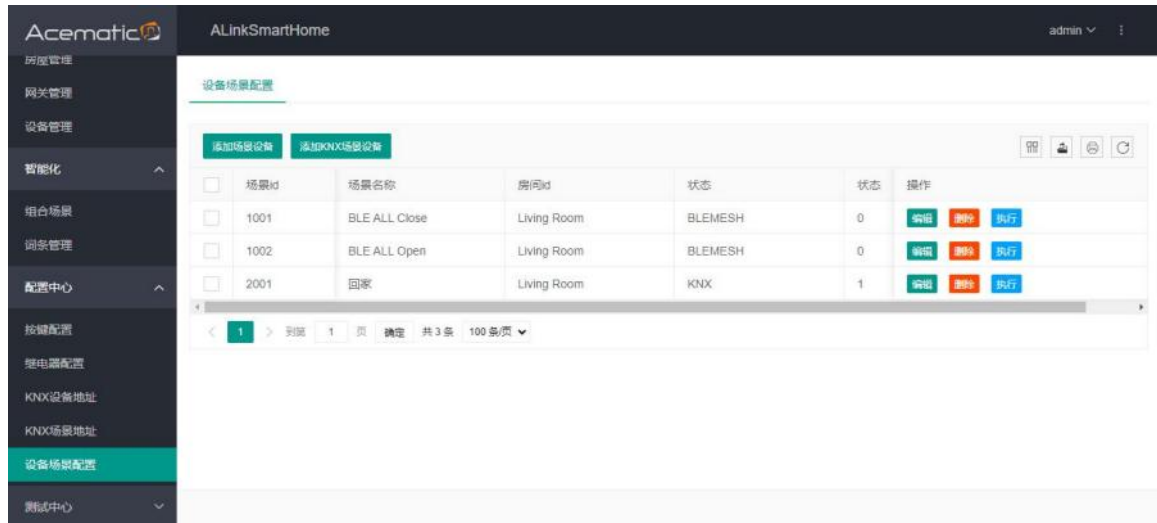 Acematic
ALinkSmartHome
admin
房屋管理
网关管理
设备管理
智能化
组合场景
词条管理
配置中心
按键配置
继电器配置
KNX设备地址
KNX场景地址
设备场景配置
测试中心
设备场景配置
添加场景设备 添加KNX场景设备
场景id 场景名称 房间id 状态 状态 操作
1001 BLE ALL Close Living Room BLEMESH 0 编辑 删除 执行
1002 BLE ALL Open Living Room BLEMESH 0 编辑 删除 执行
2001 回家 Living Room KNX 1 编辑 删除 执行
1 到第 1 页 确定 共 3 条 100 条/页